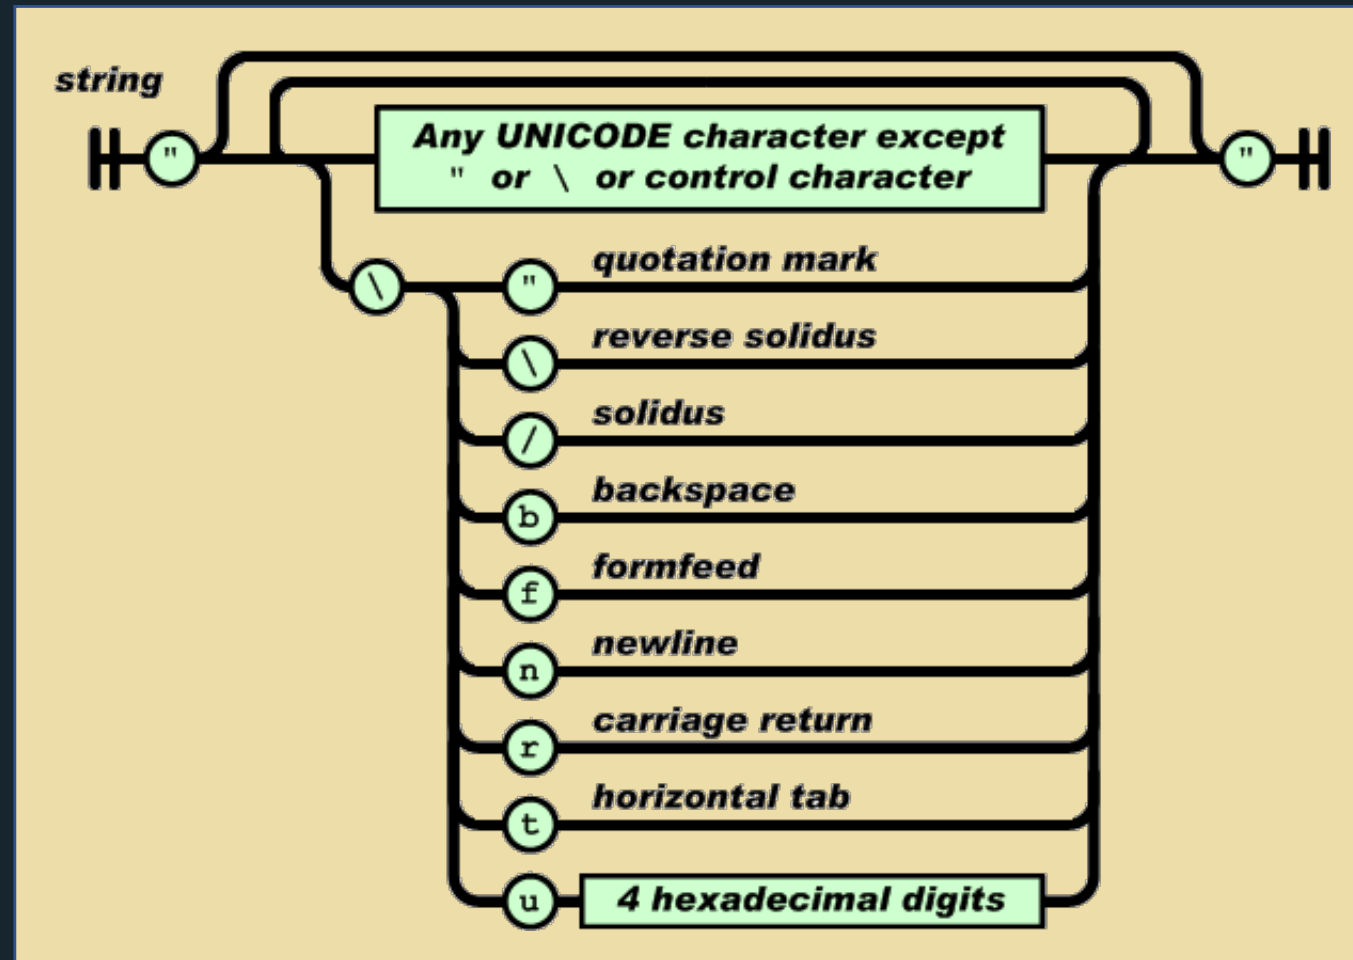 string
"
Any UNICODE character except
" or \ or control character
"
\
" quotation mark
\ reverse solidus
/ solidus
b backspace
f formfeed
n newline
r carriage return
t horizontal tab
u 4 hexadecimal digits